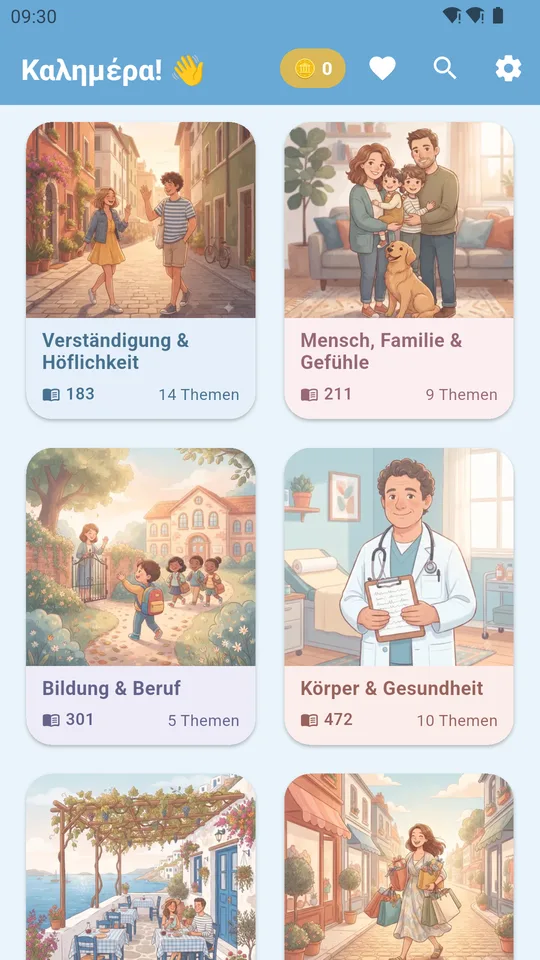 09:30
Καλημέρα! 👋
0
Verständigung &
Höflichkeit
183
14 Themen
Mensch, Familie &
Gefühle
211
9 Themen
Bildung & Beruf
301
5 Themen
Körper & Gesundheit
472
10 Themen